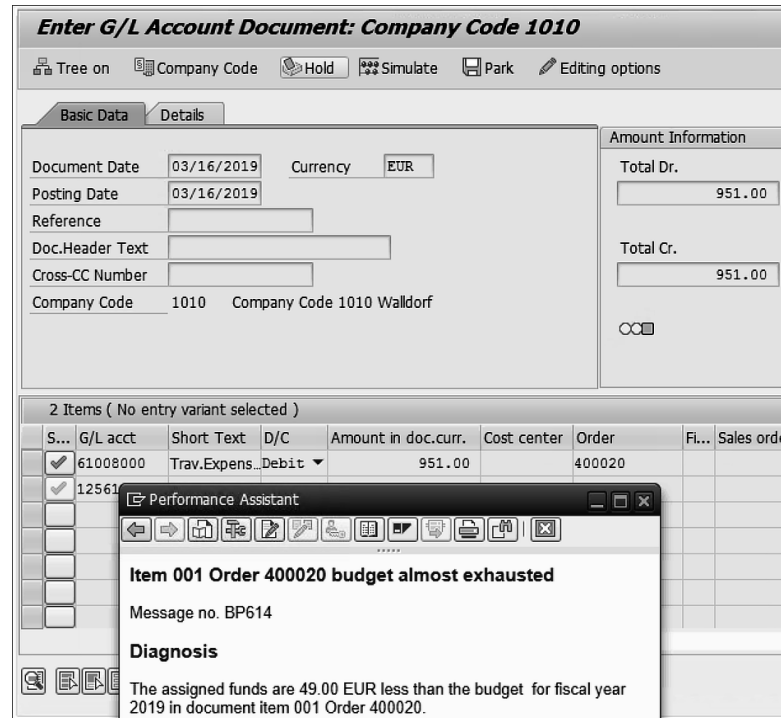 Enter G/L Account Document: Company Code 1010
Tree on Company Code Hold Simulate Park Editing options
Basic Data Details
Amount Information
Document Date 03/16/2019 Currency EUR
Total Dr.
Posting Date 03/16/2019
951.00
Reference
Doc.Header Text
Total Cr.
Cross-CC Number
951.00
Company Code 1010 Company Code 1010 Walldorf
2 Items ( No entry variant selected )
S... G/L acct Short Text D/C Amount in doc.curr. Cost center Order Fi... Sales orde
61008000 Trav.Expens... Debit 951.00 400020
12561
Performance Assistant
Item 001 Order 400020 budget almost exhausted
Message no. BP614
Diagnosis
The assigned funds are 49.00 EUR less than the budget for fiscal year
2019 in document item 001 Order 400020.